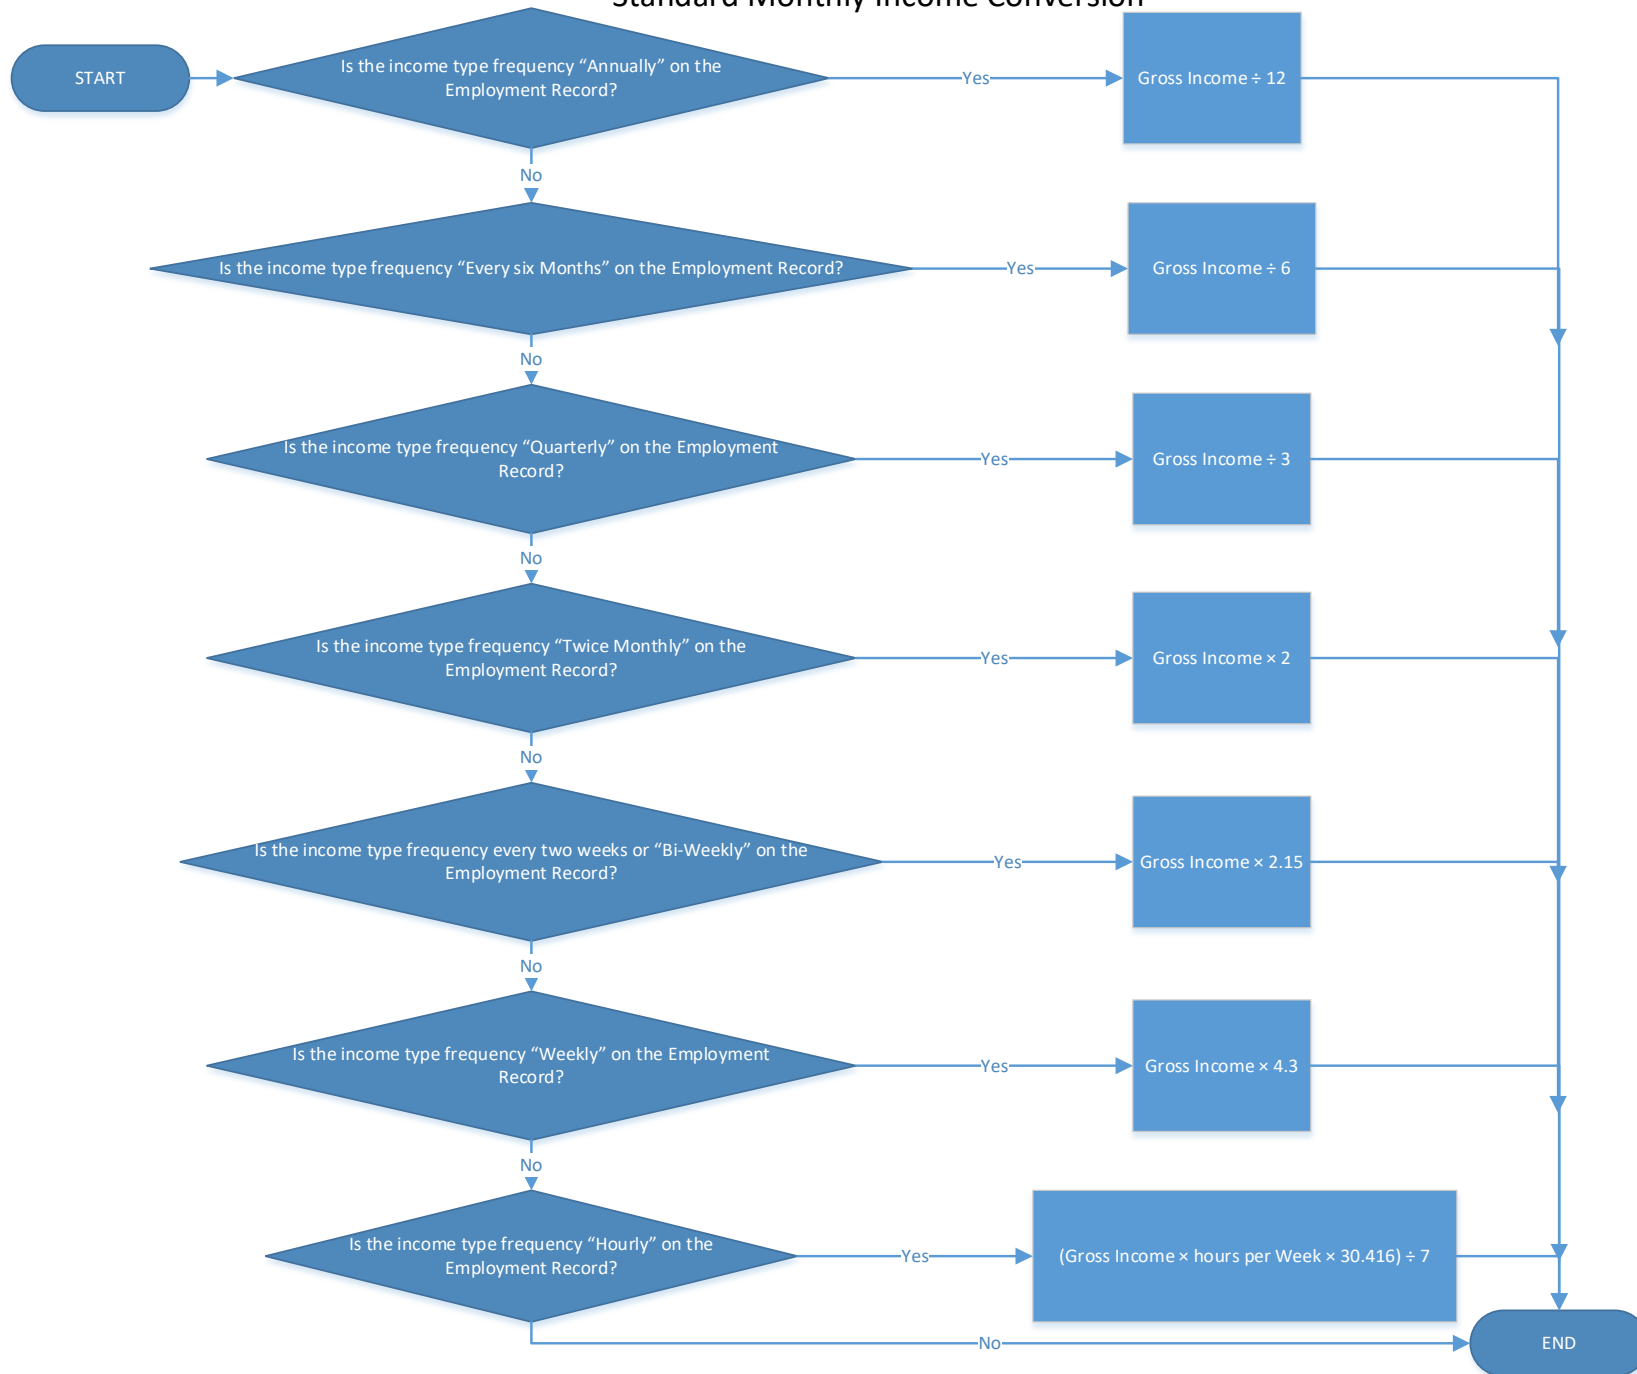 Standard Monthly Income Conversion
START
Is the income type frequency “Annually” on the
Employment Record?
Yes
Gross Income ÷ 12
No
Is the income type frequency “Every six Months” on the Employment Record?
Yes
Gross Income ÷ 6
No
Is the income type frequency “Quarterly” on the Employment
Record?
Yes
Gross Income ÷ 3
No
Is the income type frequency “Twice Monthly” on the
Employment Record?
Yes
Gross Income × 2
No
Is the income type frequency every two weeks or “Bi-Weekly” on the
Employment Record?
Yes
Gross Income × 2.15
No
Is the income type frequency “Weekly” on the Employment
Record?
Yes
Gross Income × 4.3
No
Is the income type frequency “Hourly” on the
Employment Record?
Yes
(Gross Income × hours per Week × 30.416) ÷ 7
No
END